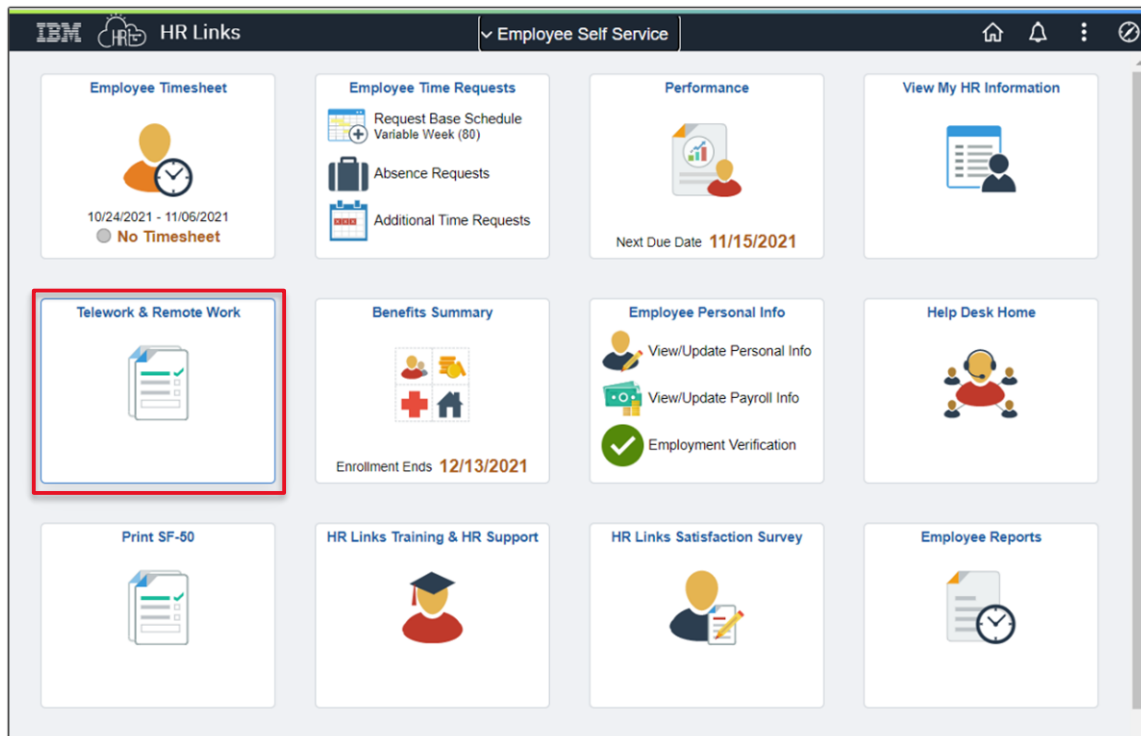 IBM HR HR Links Employee Self Service
Employee Timesheet
10/24/2021 - 11/06/2021
No Timesheet
Employee Time Requests
Request Base Schedule
Variable Week (80)
Absence Requests
Additional Time Requests
Performance
Next Due Date 11/15/2021
View My HR Information
Telework & Remote Work
Benefits Summary
Enrollment Ends 12/13/2021
Employee Personal Info
View/Update Personal Info
View/Update Payroll Info
Employment Verification
Help Desk Home
Print SF-50
HR Links Training & HR Support
HR Links Satisfaction Survey
Employee Reports